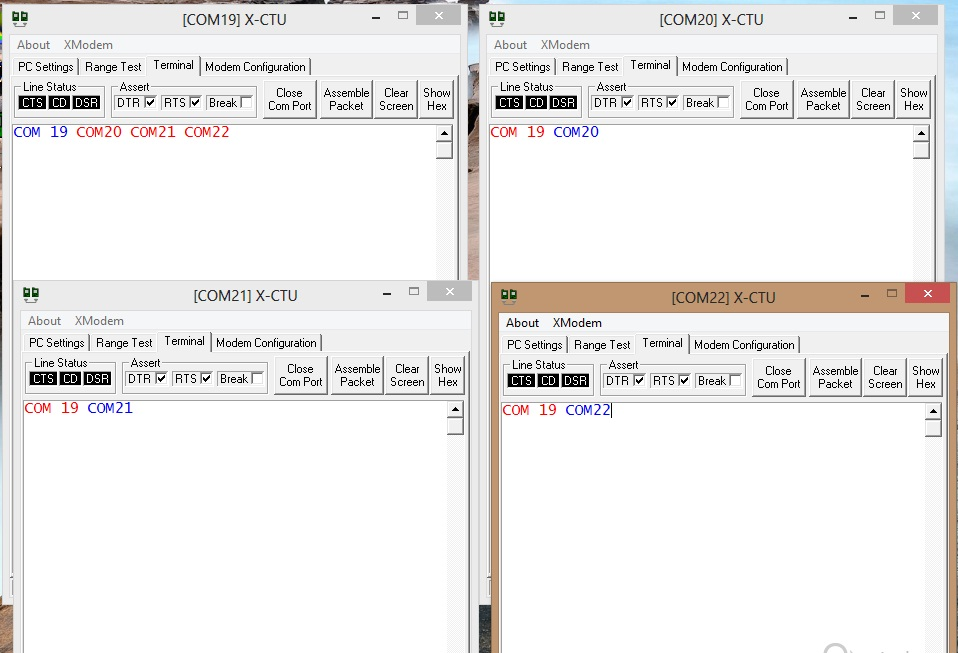 [COM19] X-CTU
About XModem
PC Settings Range Test Terminal Modem Configuration
Line Status Assert
CTS CD DSR DTR RTS Break
Close Com Port
Assemble Packet
Clear Screen
Show Hex
COM 19 COM20 COM21 COM22
[COM20] X-CTU
About XModem
PC Settings Range Test Terminal Modem Configuration
Line Status Assert
CTS CD DSR DTR RTS Break
Close Com Port
Assemble Packet
Clear Screen
Show Hex
COM 19 COM20
[COM21] X-CTU
About XModem
PC Settings Range Test Terminal Modem Configuration
Line Status Assert
CTS CD DSR DTR RTS Break
Close Com Port
Assemble Packet
Clear Screen
Show Hex
COM 19 COM21
[COM22] X-CTU
About XModem
PC Settings Range Test Terminal Modem Configuration
Line Status Assert
CTS CD DSR DTR RTS Break
Close Com Port
Assemble Packet
Clear Screen
Show Hex
COM 19 COM22